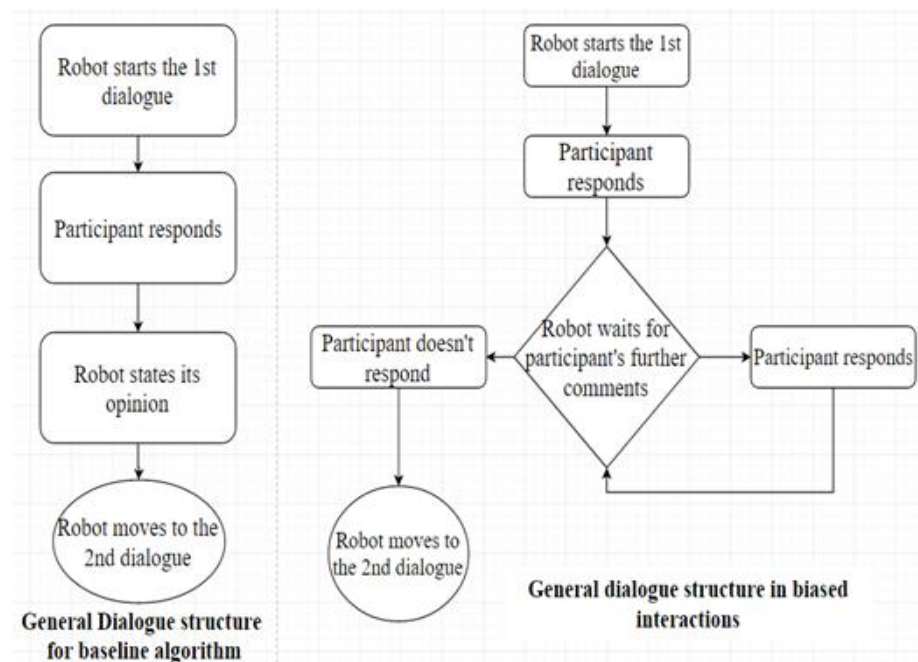 Robot starts the 1st
dialogue
Participant responds
Robot states its
opinion
Robot moves to the
2nd dialogue
General Dialogue structure
for baseline algorithm
Robot starts the 1st
dialogue
Participant
responds
Robot waits for
participant's further
comments
Participant doesn't
respond
Participant responds
Robot moves to
the 2nd dialogue
General dialogue structure in biased
interactions